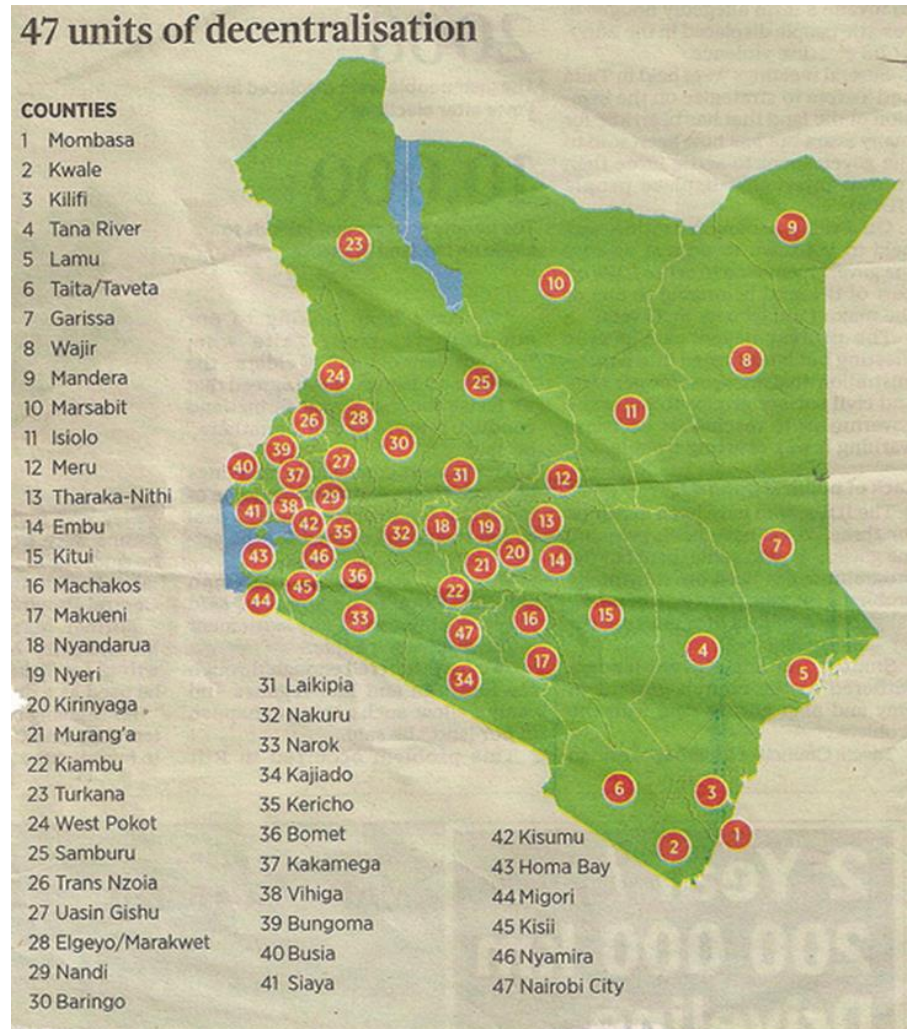 47 units of decentralisation
COUNTIES
1 Mombasa
2 Kwale
3 Kilifi
4 Tana River
5 Lamu
6 Taita/Taveta
7 Garissa
8 Wajir
9 Mandera
10 Marsabit
11 Isiolo
12 Meru
13 Tharaka-Nithi
14 Embu
15 Kitui
16 Machakos
17 Makueni
18 Nyandarua
19 Nyeri
20 Kirinyaga
21 Murang'a
22 Kiambu
23 Turkana
24 West Pokot
25 Samburu
26 Trans Nzoia
27 Uasin Gishu
28 Elgeyo/Marakwet
29 Nandi
30 Baringo
31 Laikipia
32 Nakuru
33 Narok
34 Kajiado
35 Kericho
36 Bomet
37 Kakamega
38 Vihiga
39 Bungoma
40 Busia
41 Siaya
42 Kisumu
43 Homa Bay
44 Migori
45 Kisii
46 Nyamira
47 Nairobi City
9
23
10
8
24
25
11
26
28
30
39
27
40
37
31
12
29
41
38
42
35
32
18
19
13
43
46
20
14
7
21
36
45
22
44
33
16
15
47
17
4
34
5
6
3
1
2